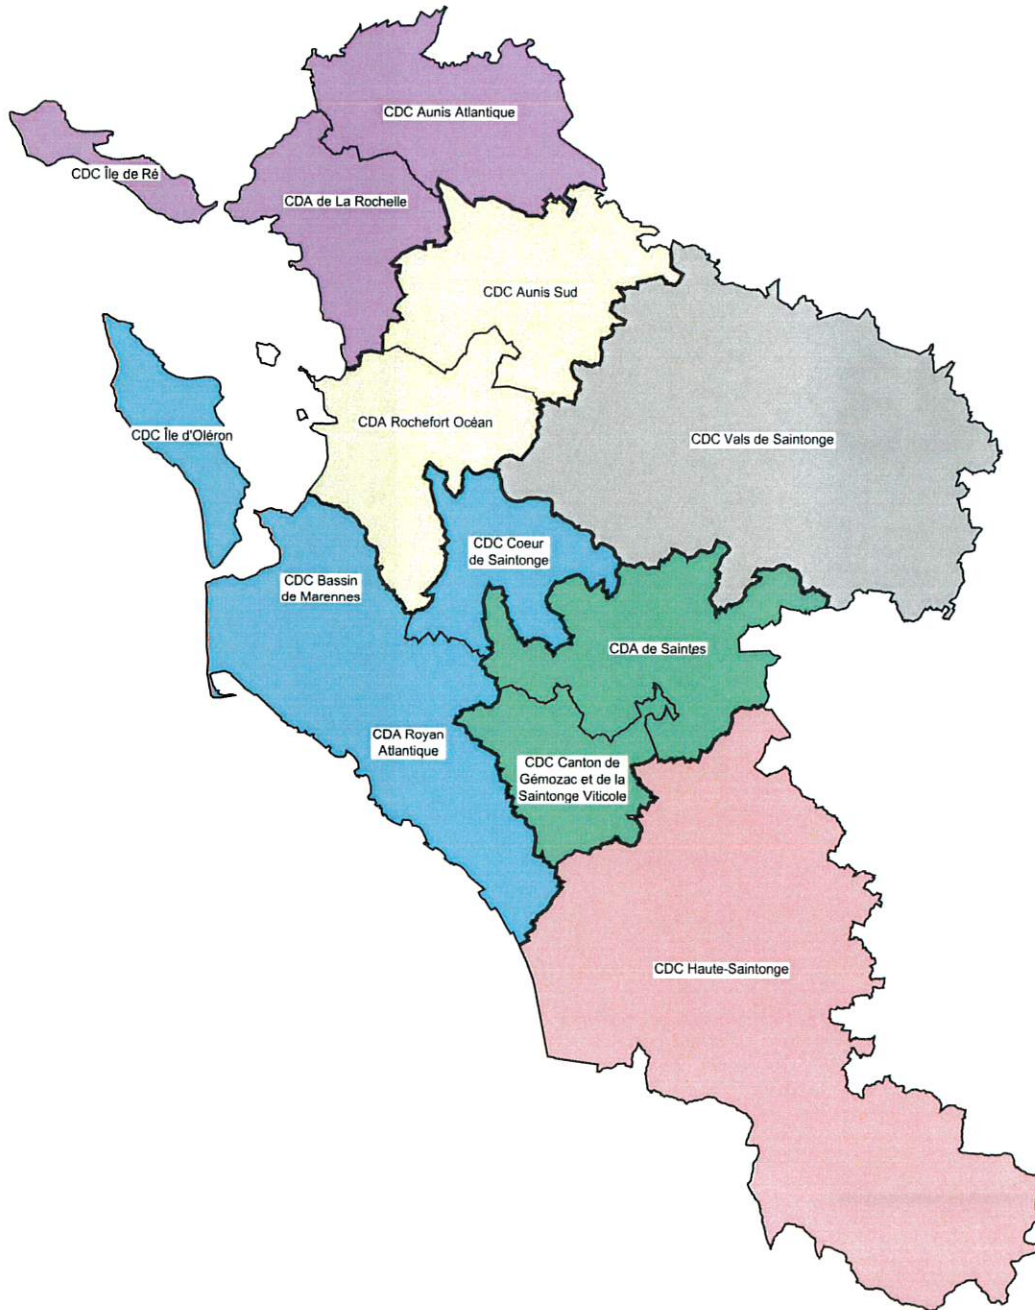 CDC Aunis Atlantique
CDC Île de Ré
CDA de La Rochelle
CDC Aunis Sud
CDA Rochefort Océan
CDC Île d'Oléron
CDC Vals de Saintonge
CDC Coeur
de Saintonge
CDC Bassin
de Marennes
CDA de Saintes
CDA Royan
Atlantique
CDC Canton de
Gémozac et de la
Saintonge Viticole
CDC Haute-Saintonge